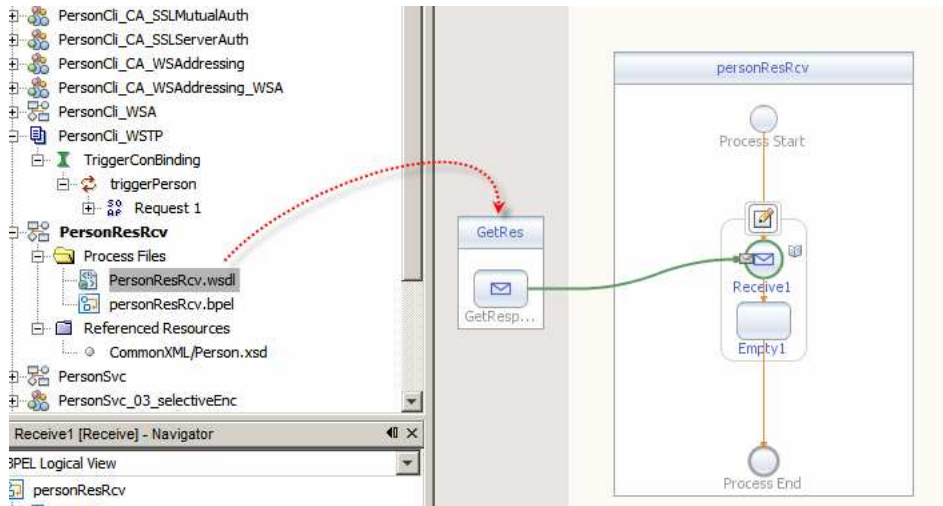 PersonCli_CA_SSLMutualAuth
PersonCli_CA_SSLServerAuth
PersonCli_CA_WSAddressing
PersonCli_CA_WSAddressing_WSA
PersonCli_WSA
PersonCli_WSTP
TriggerConBinding
triggerPerson
Request 1
PersonResRcv
Process Files
PersonResRcv.wsdl
personResRcv.bpel
Referenced Resources
CommonXML/Person.xsd
PersonSvc
PersonSvc_03_selectiveEnc
Receive1 [Receive] - Navigator
BPEL Logical View
personResRcv
GetRes
GetResp...
personResRcv
Process Start
Receive1
Empty1
Process End